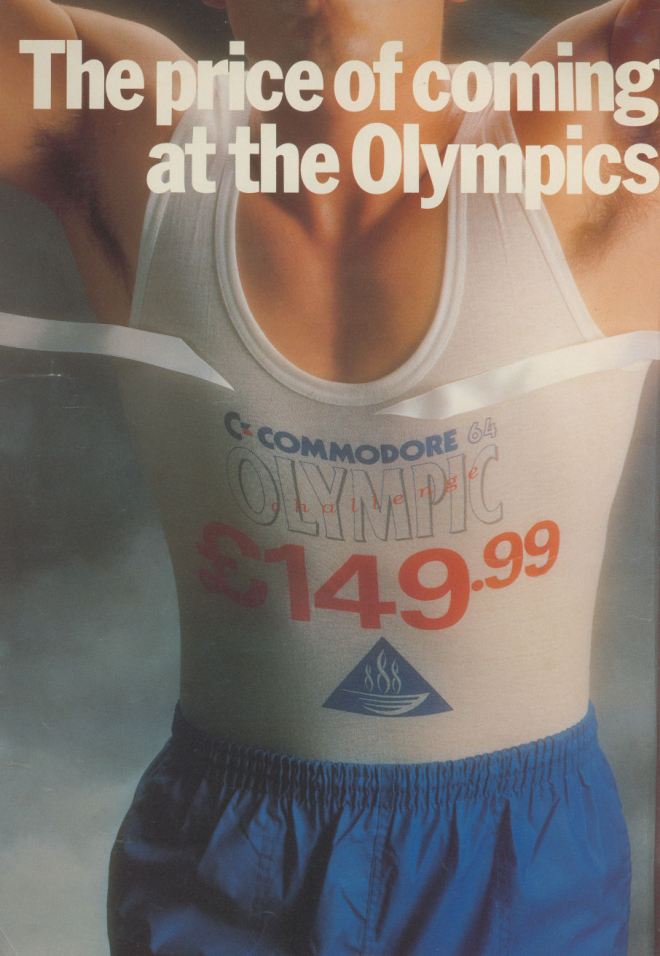 The price of coming
at the Olympics
C= COMMODORE 64
OLYMPIC
challenge
£149.99